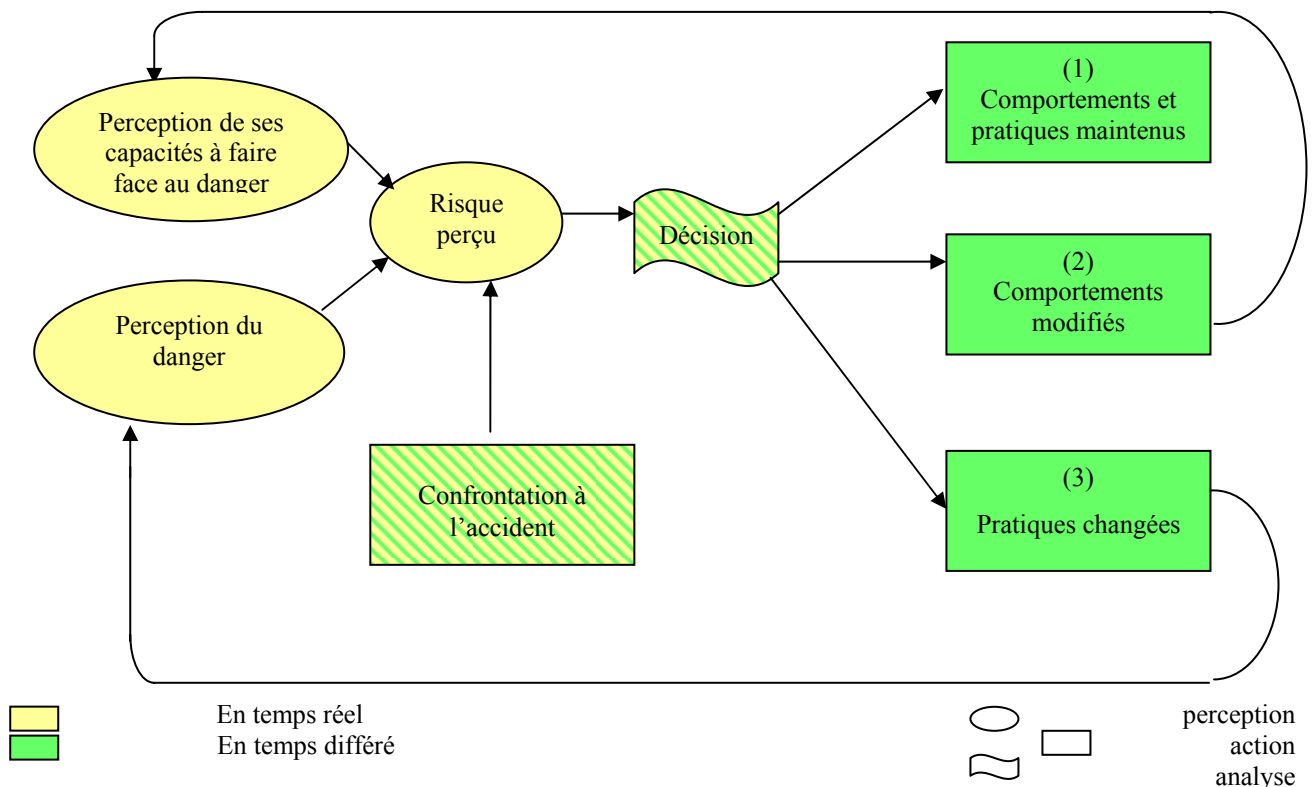 Perception de ses
capacités à faire
face au danger
Perception du
danger
Risque
perçu
Confrontation à
l’accident
Décision
(1)
Comportements et
pratiques maintenus
(2)
Comportements
modifiés
(3)
Pratiques changées
En temps réel
En temps différé
perception
action
analyse